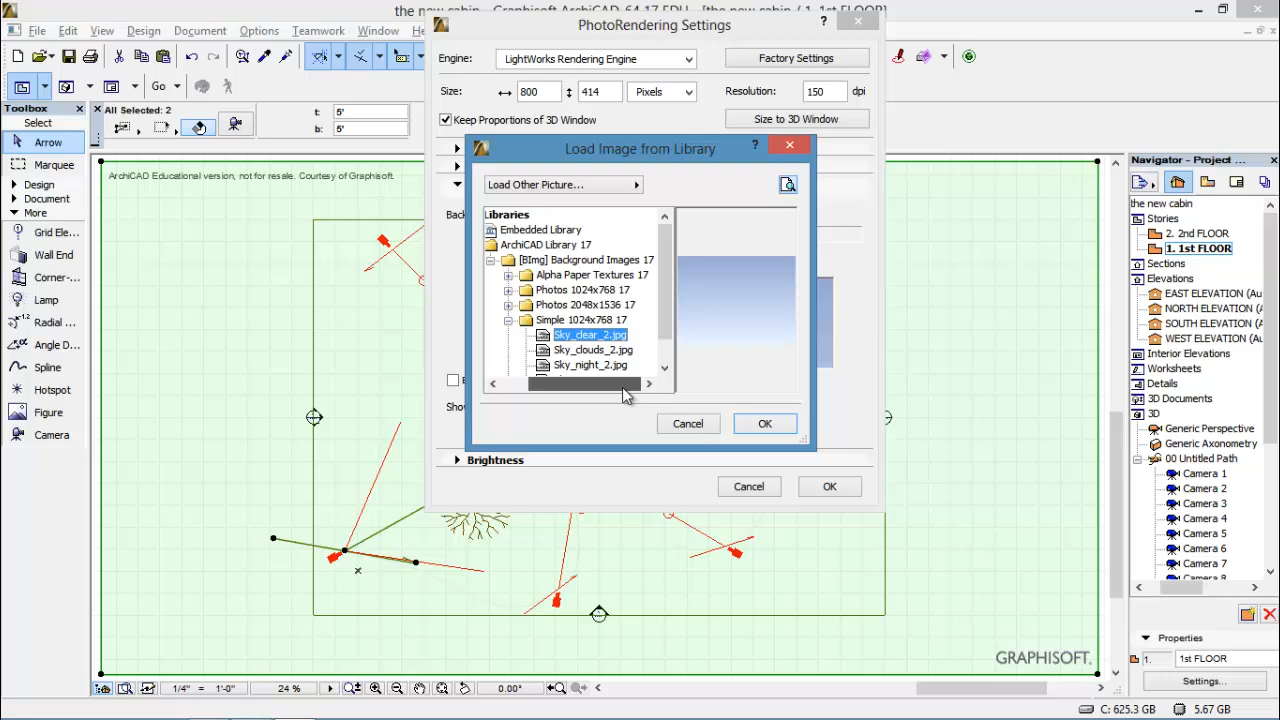 the new cabin - Graphisoft ArchiCAD-64 17 EDU - [the new cabin / 1. 1st FLOOR]
File Edit View Design Document Options Teamwork Window
PhotoRendering Settings
?
Engine:
LightWorks Rendering Engine
Factory Settings
Size:
800
414
Pixels
Resolution:
150
dpi
Keep Proportions of 3D Window
Size to 3D Window
Go
Toolbox
Select
Arrow
Marquee
Design
Document
More
Grid Ele...
Wall End
Corner-...
Lamp
Radial ...
Angle D...
Spline
Hotspot
Figure
Camera
All Selected: 2
t:
5'
b:
5'
ArchiCAD Educational version, not for resale. Courtesy of Graphisoft.
Load Image from Library
?
Load Other Picture...
Libraries
Embedded Library
ArchiCAD Library 17
[BImg] Background Images 17
Alpha Paper Textures 17
Photos 1024x768 17
Photos 2048x1536 17
Simple 1024x768 17
Sky_clear_2.jpg
Sky_clouds_2.jpg
Sky_night_2.jpg
Cancel
OK
Brightness
Cancel
OK
GRAPHISOFT.
Navigator - Project ...
the new cabin
Stories
2. 2nd FLOOR
1. 1st FLOOR
Sections
Elevations
EAST ELEVATION (Au
NORTH ELEVATION (
SOUTH ELEVATION (
WEST ELEVATION (Au
Interior Elevations
Worksheets
Details
3D Documents
3D
Generic Perspective
Generic Axonometry
00 Untitled Path
Camera 1
Camera 2
Camera 3
Camera 4
Camera 5
Camera 6
Camera 7
Camera 8
Properties
1.
1st FLOOR
Settings...
1/4" = 1'-0"
24 %
0.00°
C: 625.3 GB
5.67 GB